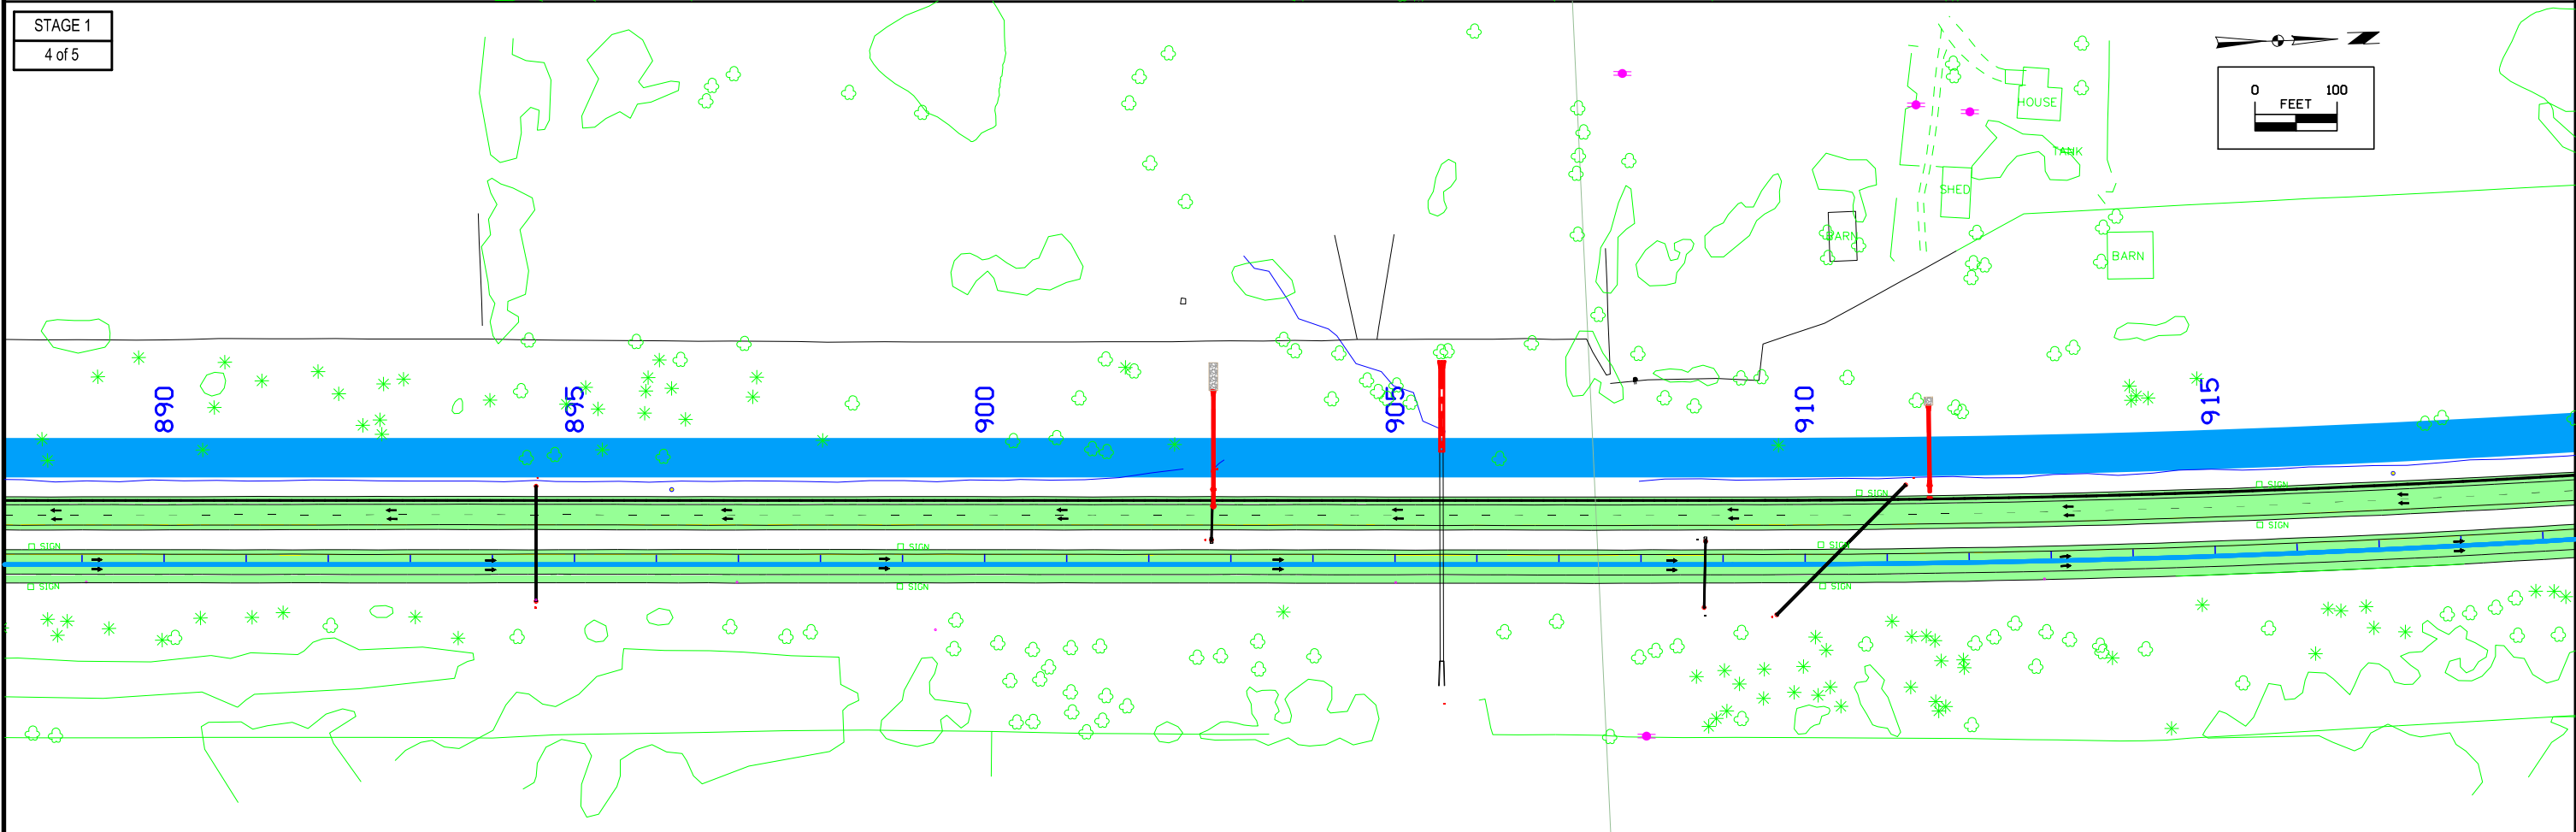 STAGE 1
4 of 5
0 100
FEET
HOUSE
TANK
SHED
BARN
BARN
890
895
900
905
910
915
SIGN
SIGN
SIGN
SIGN
SIGN
SIGN
SIGN
SIGN
SIGN